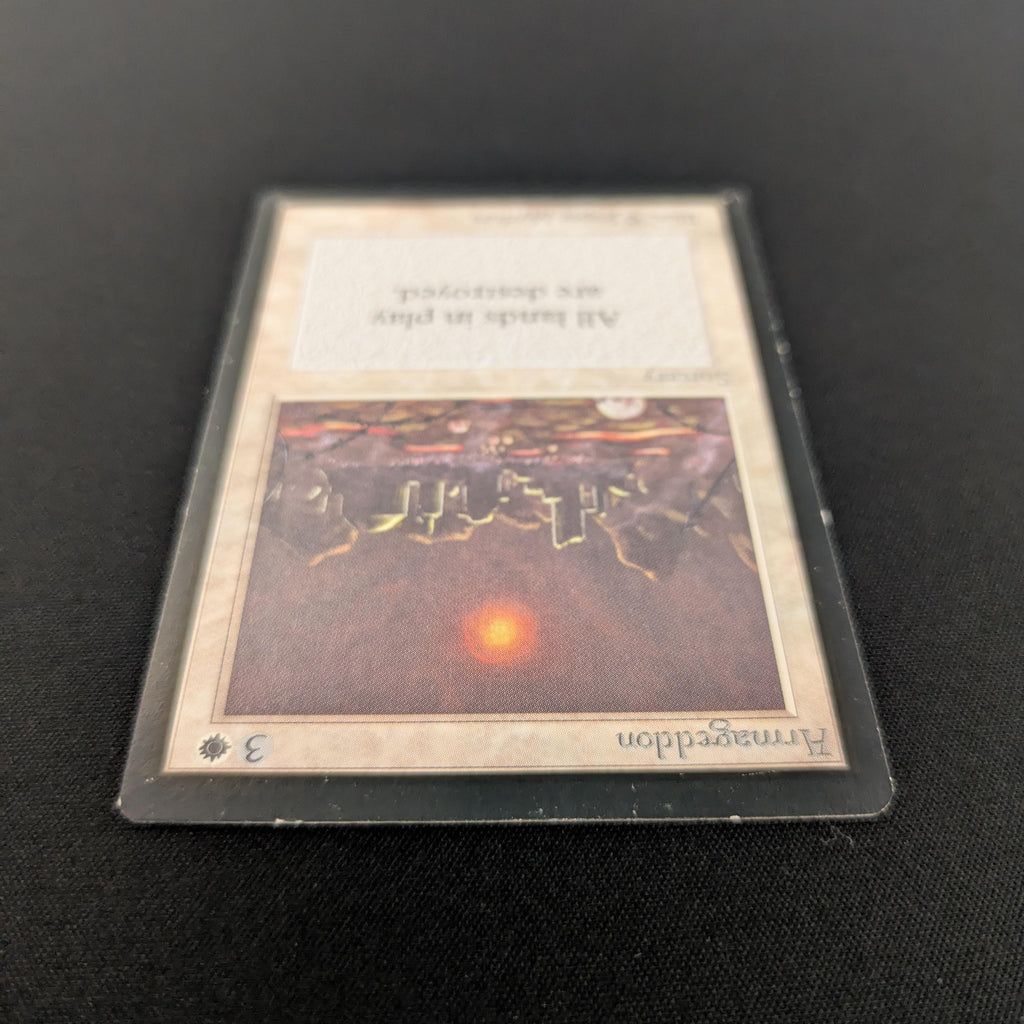 Armageddon 3
Sorcery
All lands in play
are destroyed.